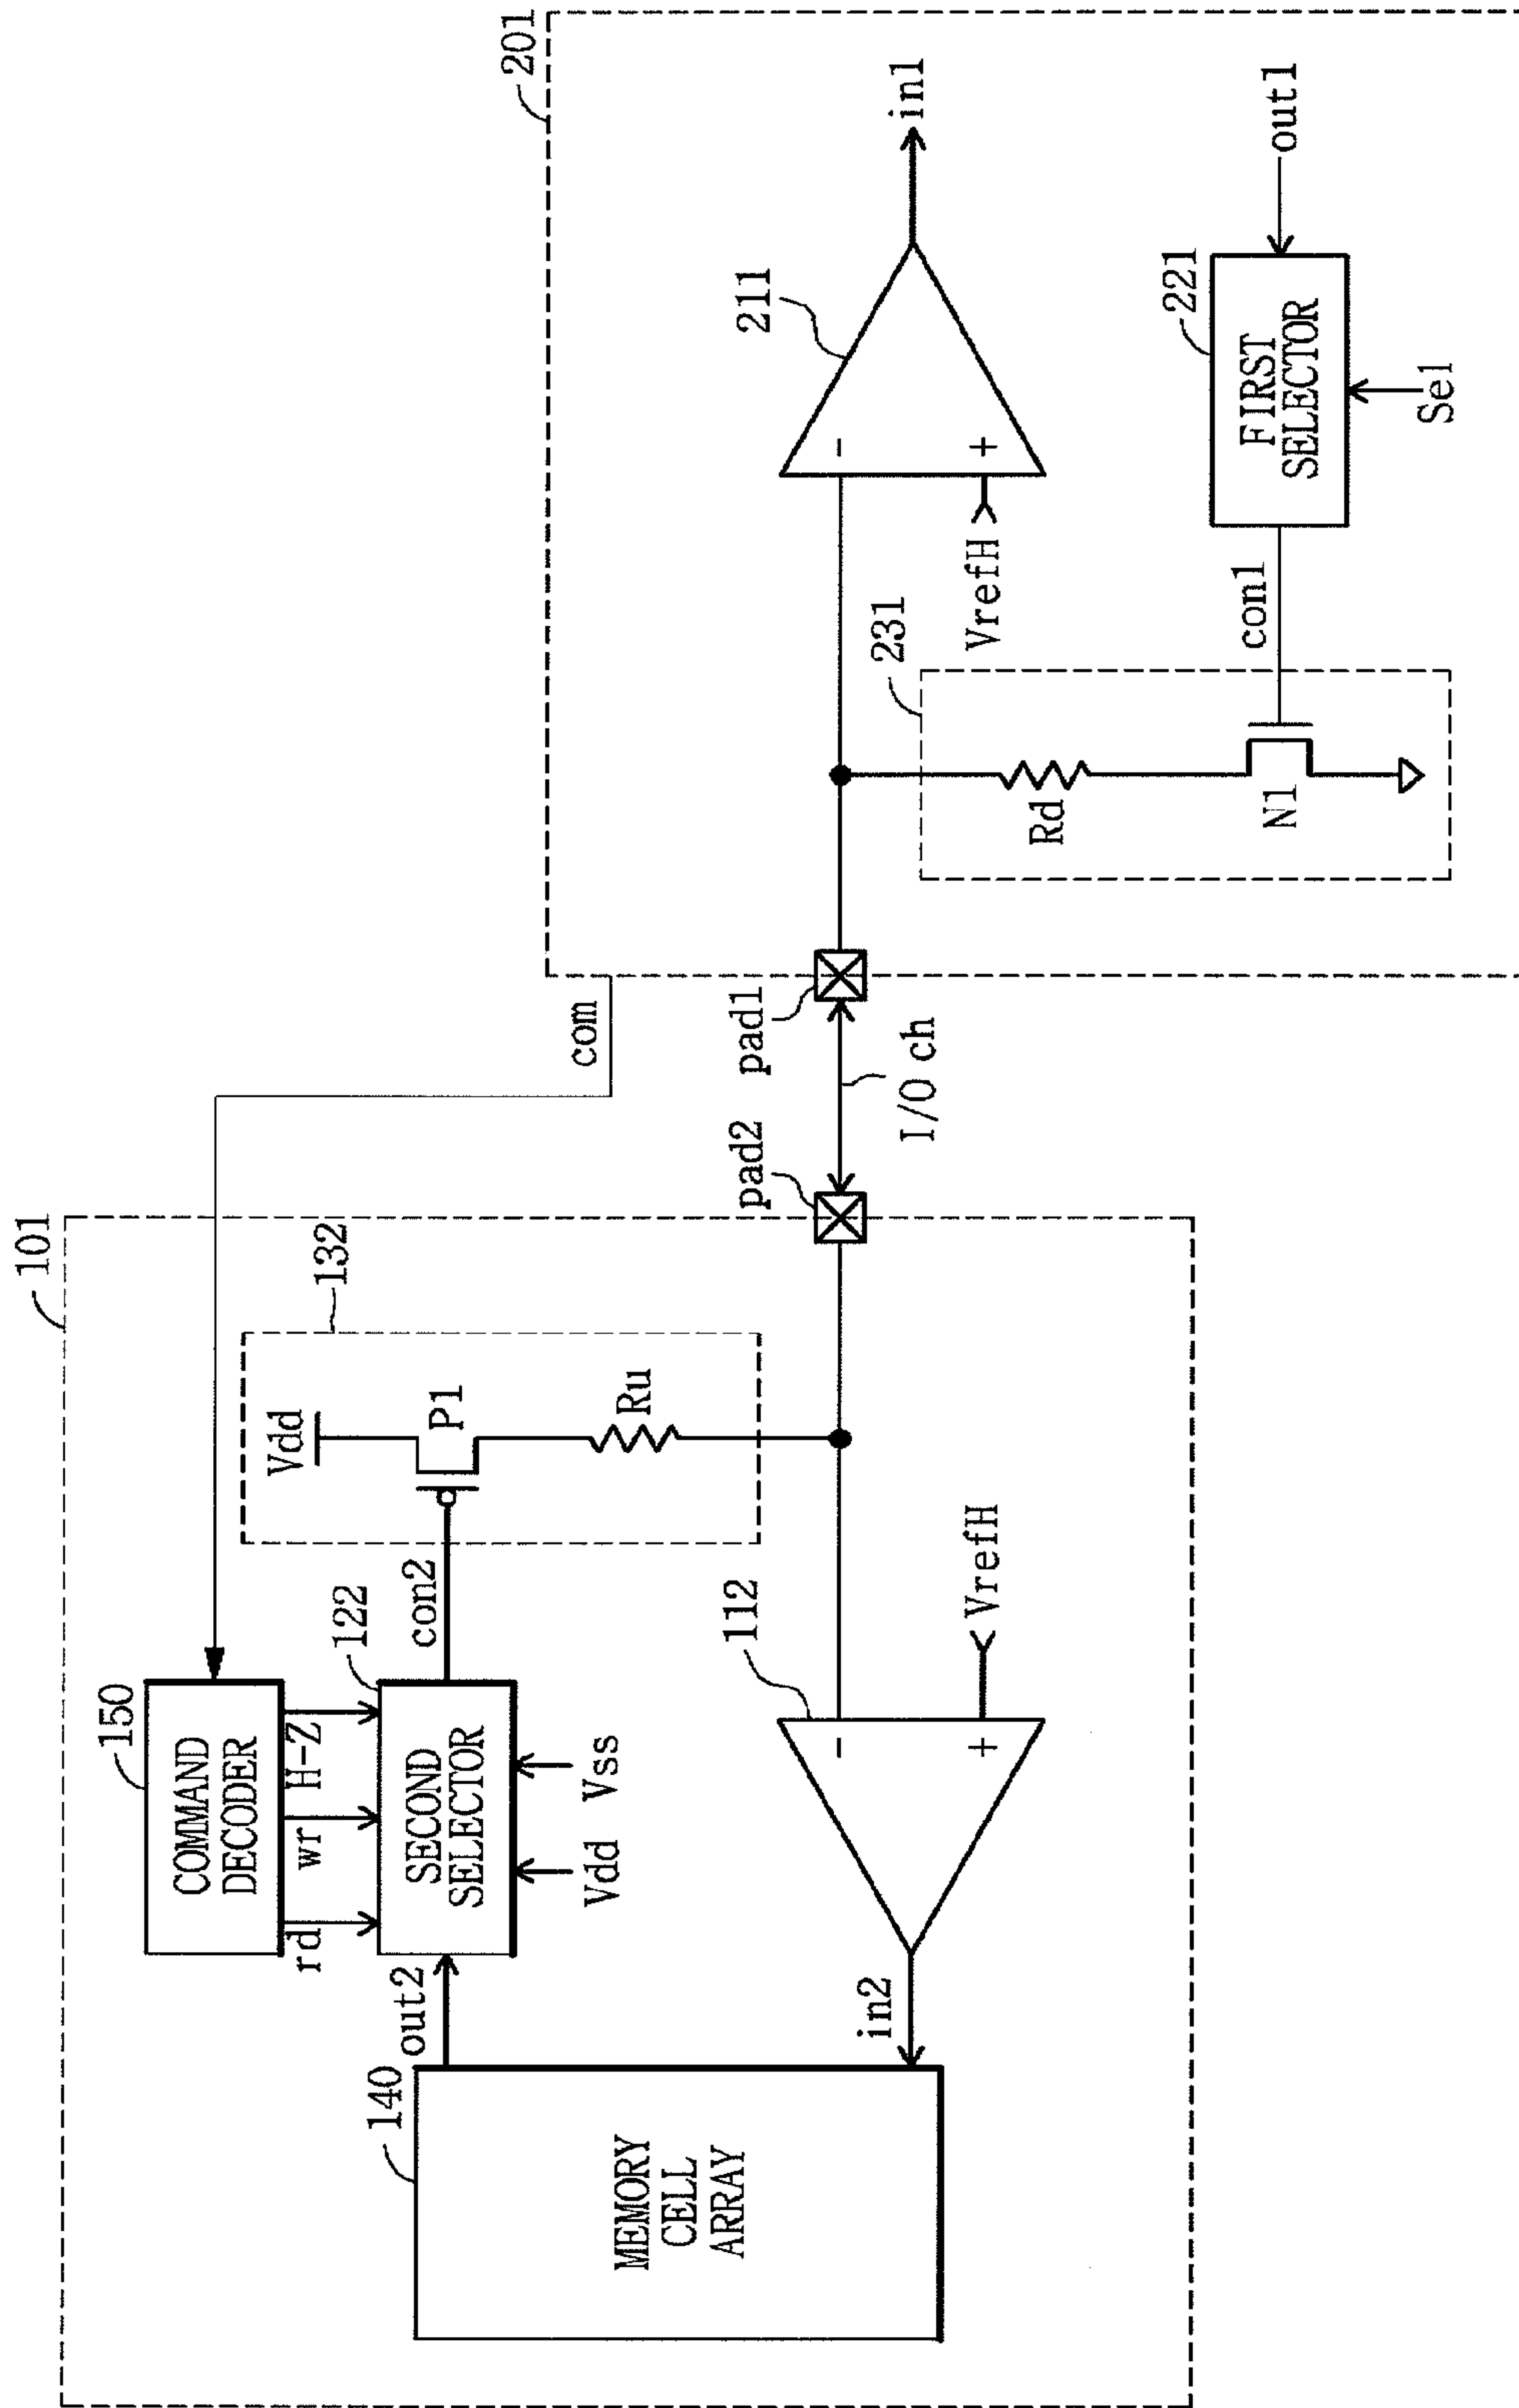 101
150
COMMAND
DECODER
rd
wr
H-Z
out2
SECOND
SELECTOR
122
con2
Vdd
Vss
132
Vdd
P1
Ru
140
MEMORY
CELL
ARRAY
in2
112
-
+
VrefH
com
pad2
pad1
I/O ch
201
211
-
+
in1
VrefH
231
Rd
N1
con1
221
FIRST
SELECTOR
out1
Sel